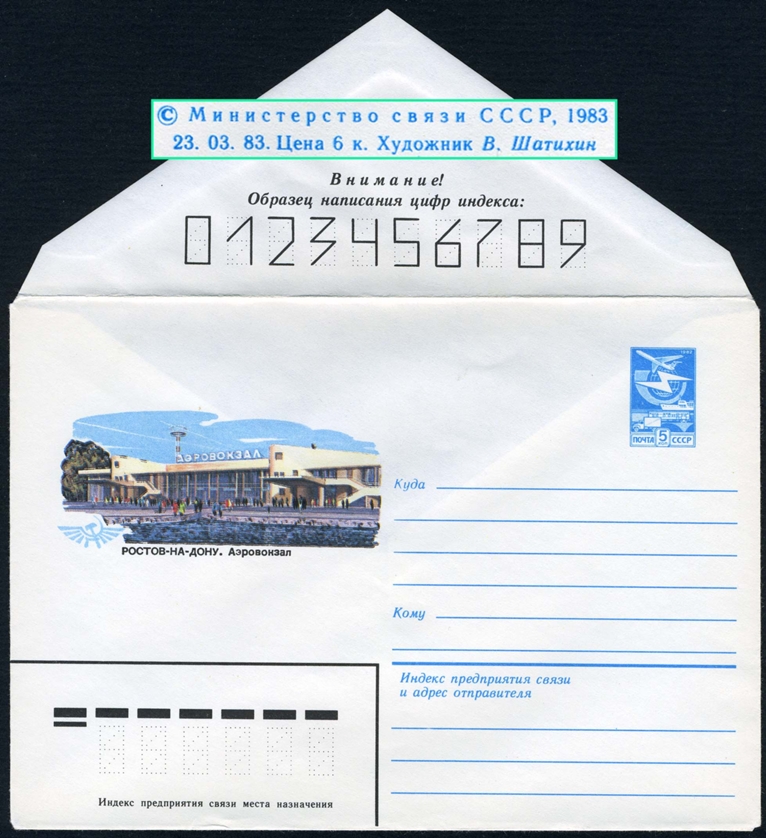 © Министерство связи СССР, 1983
23. 03. 83. Цена 6 к. Художник В. Шатихин
Внимание!
Образец написания цифр индекса:
0123456789
1982
ПОЧТА 5 СССР
АЭРОВОКЗАЛ
РОСТОВ-НА-ДОНУ. Аэровокзал
Куда
Кому
Индекс предприятия связи
и адрес отправителя
Индекс предприятия связи места назначения